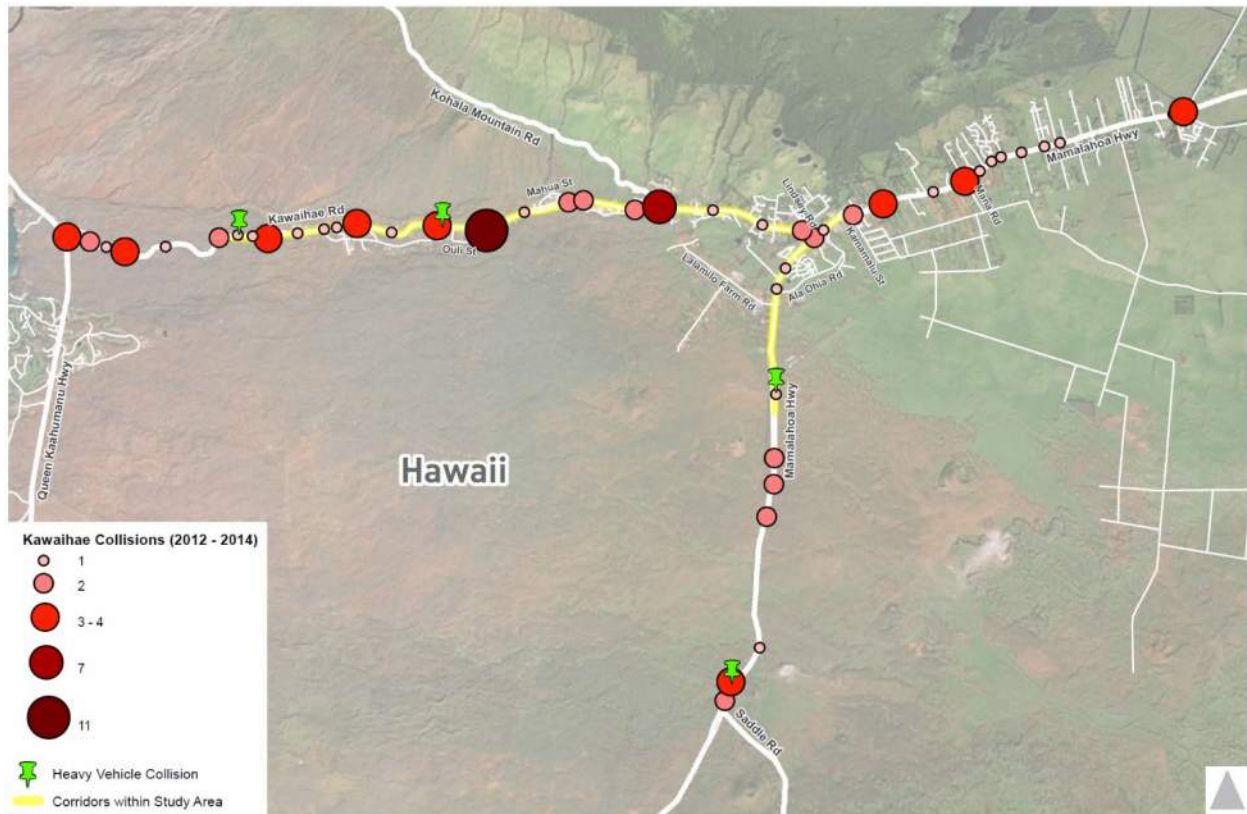 Kohala Mountain Rd
Mahua St
Kawaihae Rd
Ouli St
Lindsey Rd
Mamalahoa Hwy
Mana Rd
Kamamalu St
Lalamilo Farm Rd
Ala Ohia Rd
Queen Kaahumanu Hwy
Mamalahoa Hwy
Hawaii
Saddle Rd
Kawaihae Collisions (2012 - 2014)
1
2
3 - 4
7
11
Heavy Vehicle Collision
Corridors within Study Area